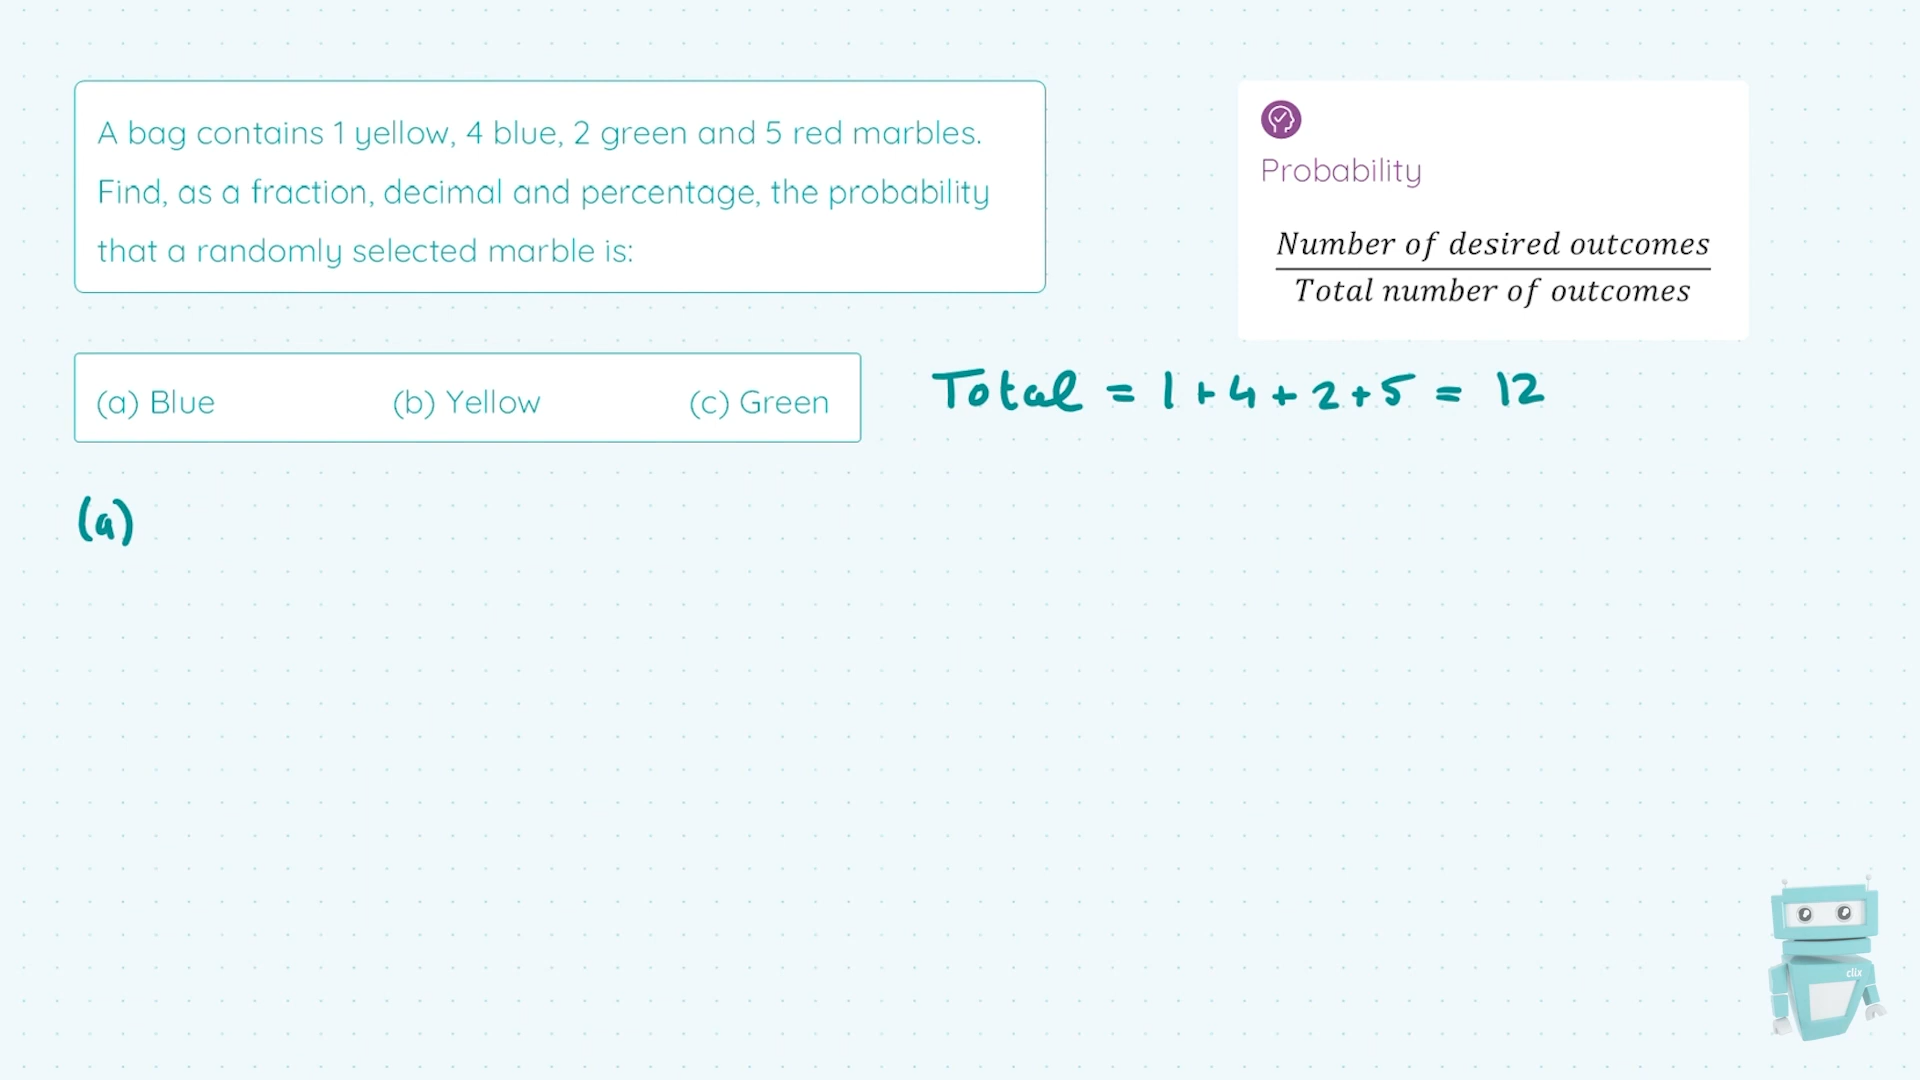 A bag contains 1 yellow, 4 blue, 2 green and 5 red marbles.
Find, as a fraction, decimal and percentage, the probability
that a randomly selected marble is:
Probability
Number of desired outcomes
Total number of outcomes
(a) Blue (b) Yellow (c) Green
Total = 1 + 4 + 2 + 5 = 12
(a)
clix